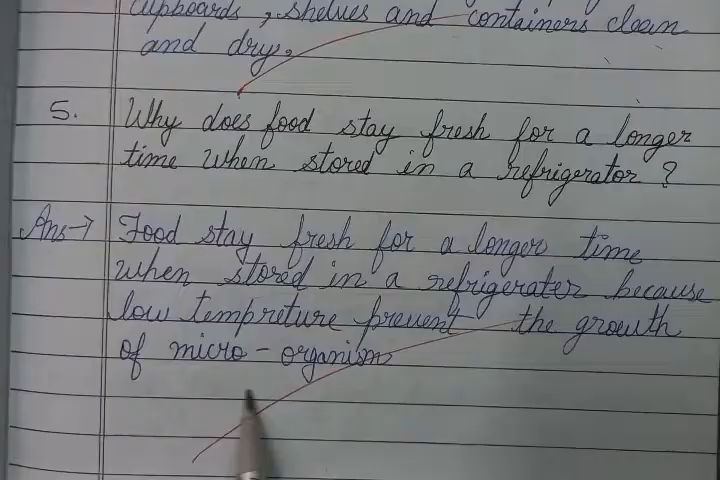 cupboards, shelves and containers clean
and dry.
5. Why does food stay fresh for a longer
time when stored in a refrigerator ?
Ans→ Food stay fresh for a longer time
when stored in a refrigerater because
low tempreture prevent the growth
of micro-organism